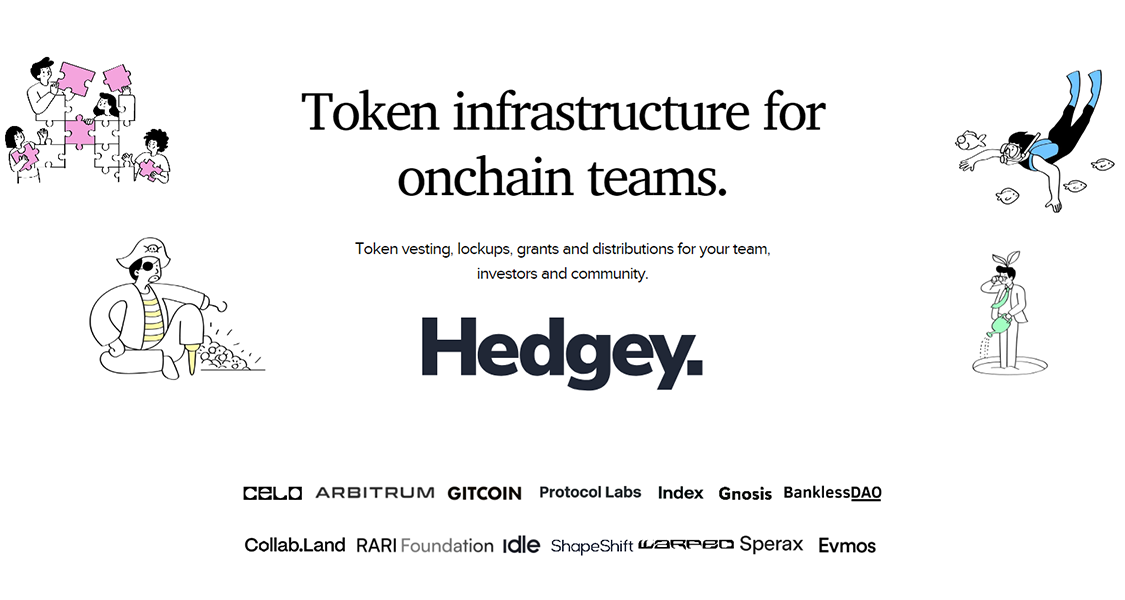 Token infrastructure for
onchain teams.
Token vesting, lockups, grants and distributions for your team,
investors and community.
Hedgey.
CELO ARBITRUM GITCOIN Protocol Labs Index Gnosis BanklessDAO
Collab.Land RARI Foundation Idle ShapeShift WARPED Sperax Evmos